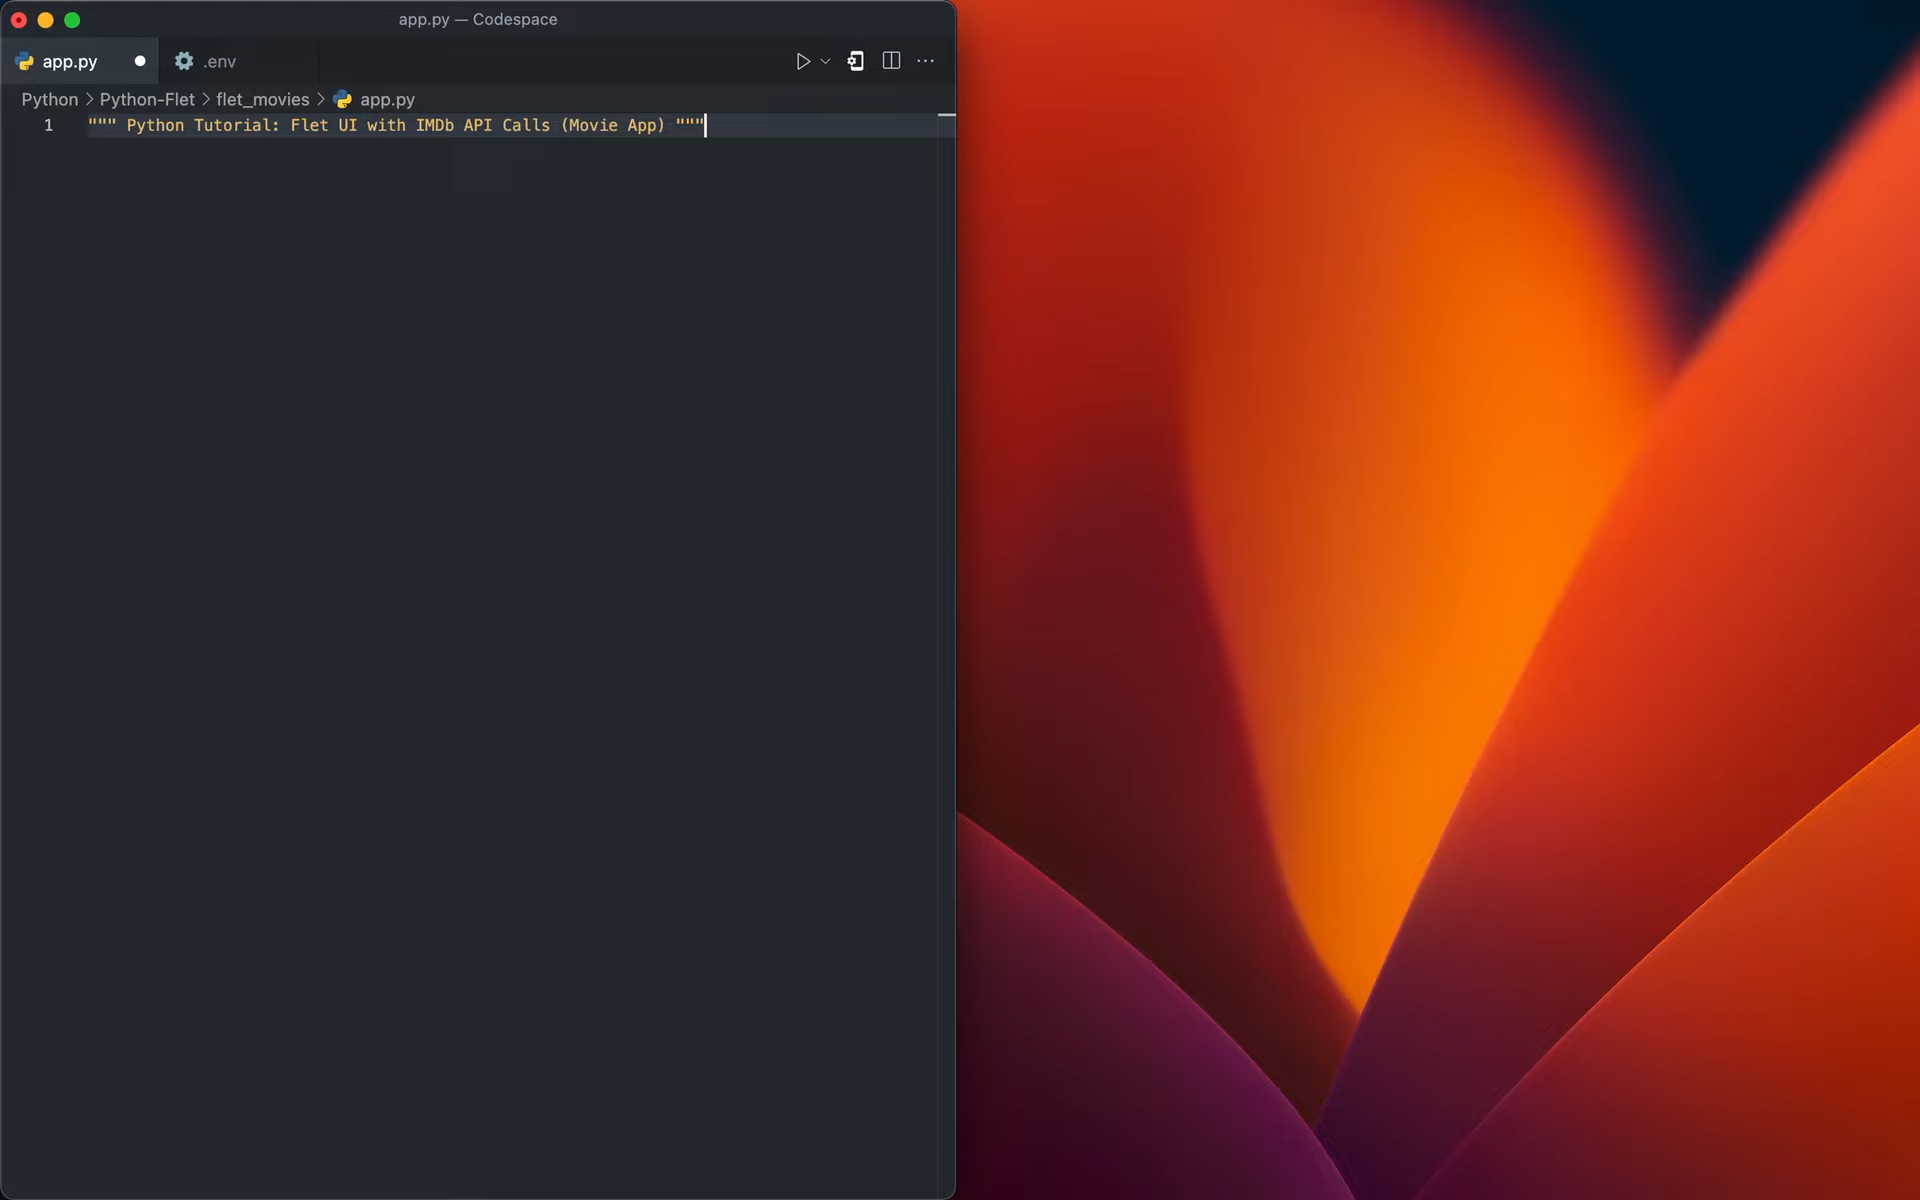 app.py — Codespace
app.py
.env
Python > Python-Flet > flet_movies > app.py
1 """ Python Tutorial: Flet UI with IMDb API Calls (Movie App) """